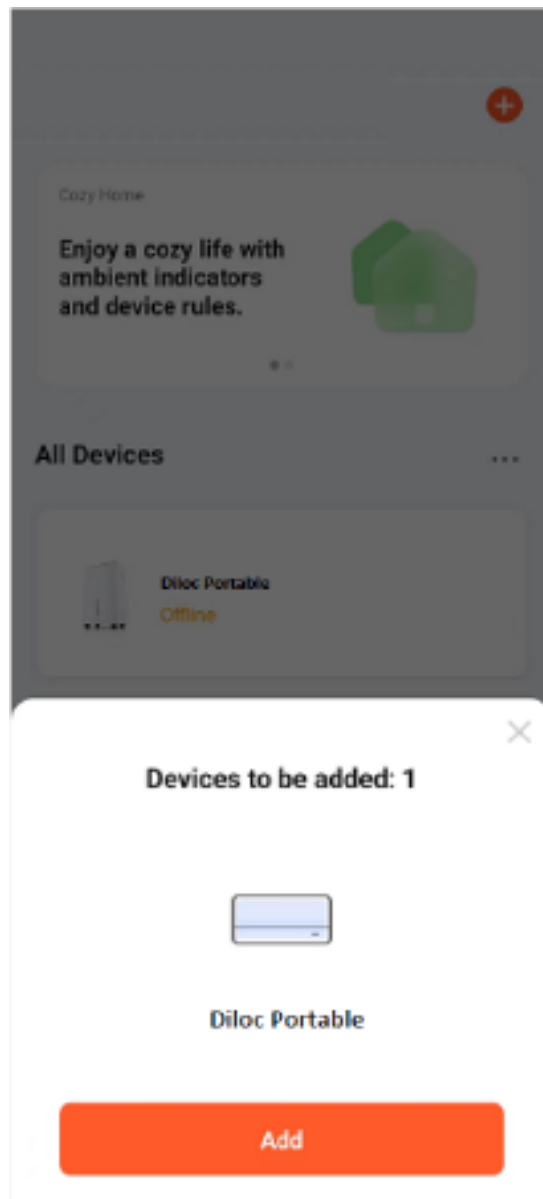 Cozy Home
Enjoy a cozy life with
ambient indicators
and device rules.
All Devices
Diloc Portable
Offline
Devices to be added: 1
Diloc Portable
Add